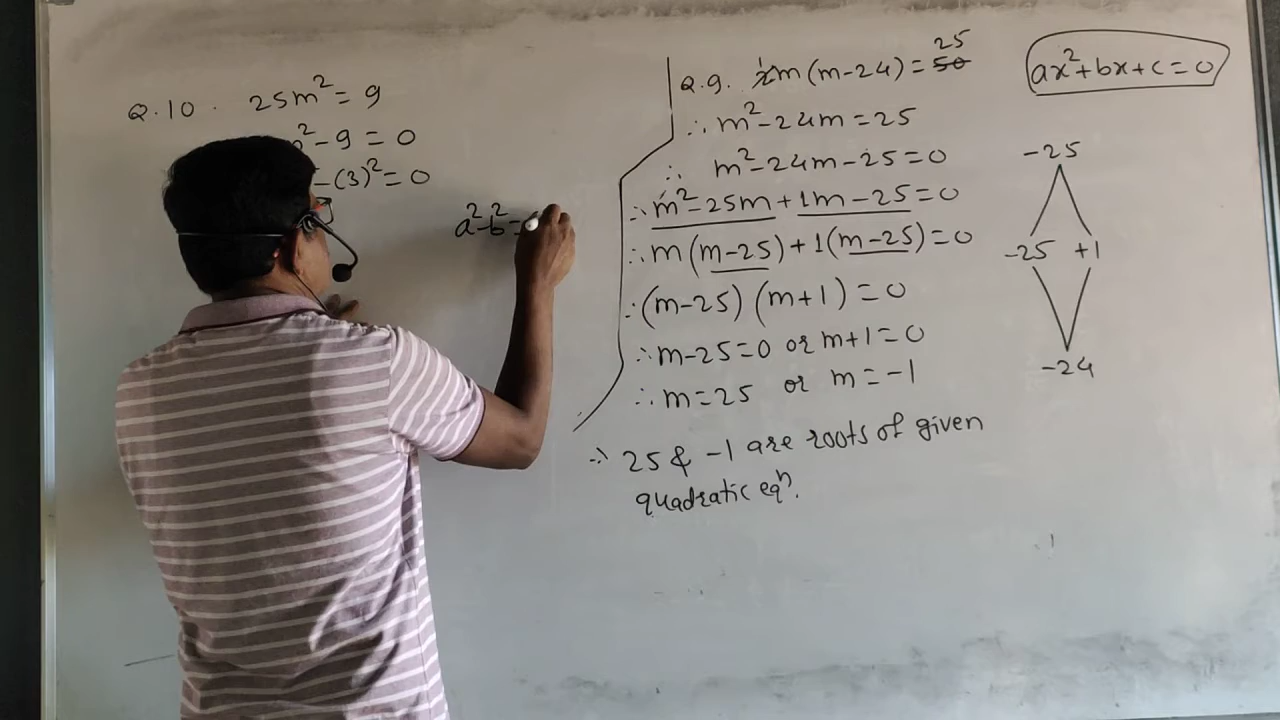 Q.10. 25m² = 9
² - 9 = 0
-(3)² = 0
a²-b² =
Q.9. 2̶m(m-24) = 5̶0̶ 1 25
∴ m²-24m = 25
∴ m²-24m-25 = 0
∴ m²-25m + 1m-25 = 0
∴ m(m-25) + 1(m-25) = 0
∴ (m-25) (m+1) = 0
∴ m-25 = 0 or m+1 = 0
∴ m = 25 or m = -1
∴ 25 & -1 are roots of given
quadratic eqⁿ.
ax²+bx+c = 0
-25
-25 +1
-24